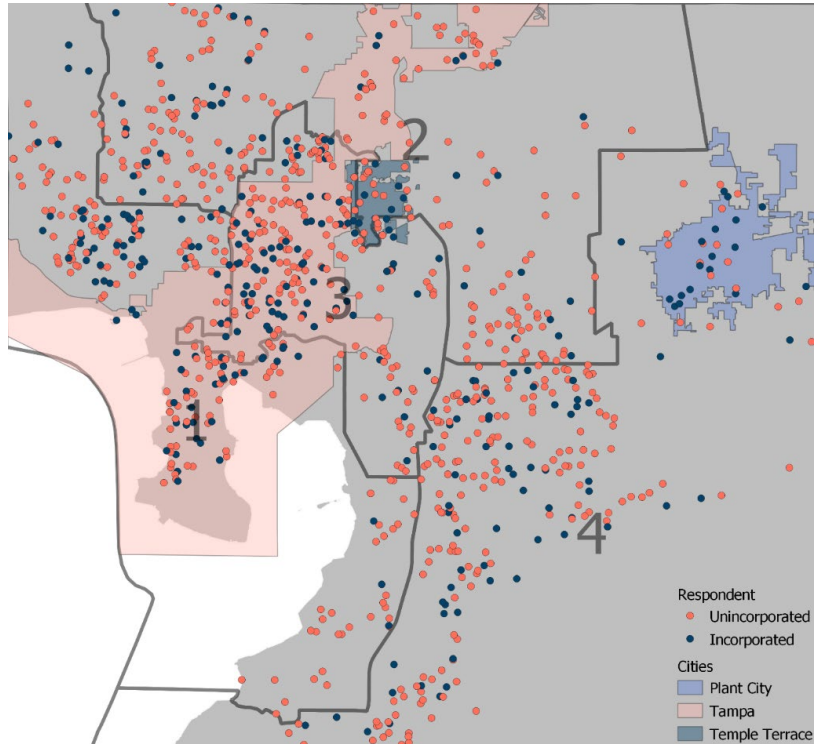 2
3
1
4
Respondent
Unincorporated
Incorporated
Cities
Plant City
Tampa
Temple Terrace